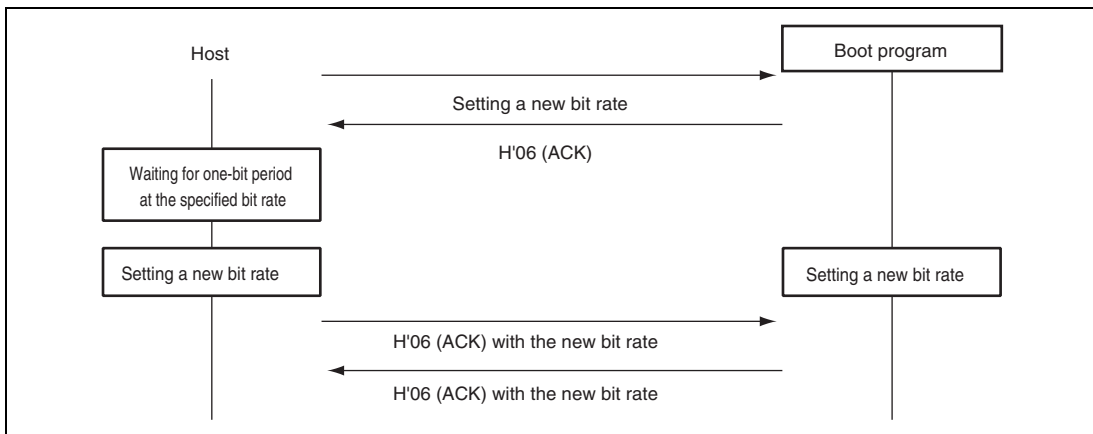 Host
Boot program
Setting a new bit rate
H'06 (ACK)
Waiting for one-bit period
at the specified bit rate
Setting a new bit rate
Setting a new bit rate
H'06 (ACK) with the new bit rate
H'06 (ACK) with the new bit rate